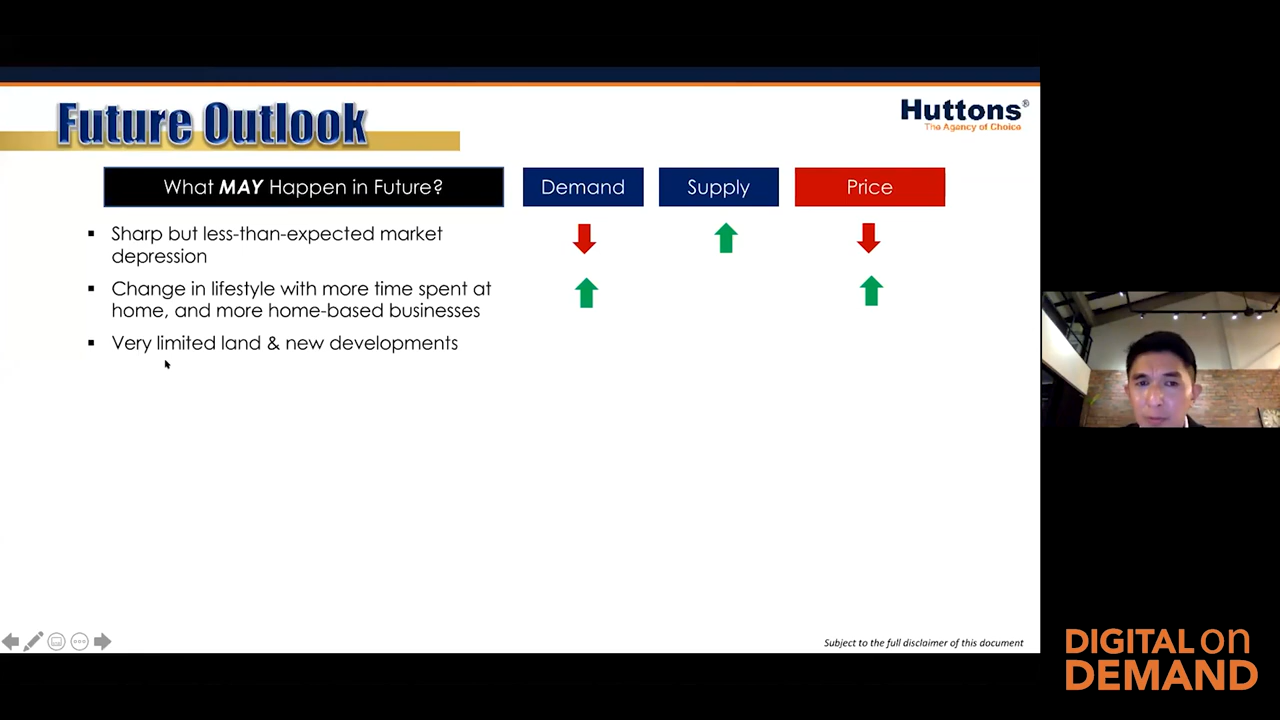 Future Outlook
Huttons®
The Agency of Choice
What MAY Happen in Future?
Demand
Supply
Price
▪ Sharp but less-than-expected market
depression
▪ Change in lifestyle with more time spent at
home, and more home-based businesses
▪ Very limited land & new developments
Subject to the full disclaimer of this document
DIGITAL on
DEMAND